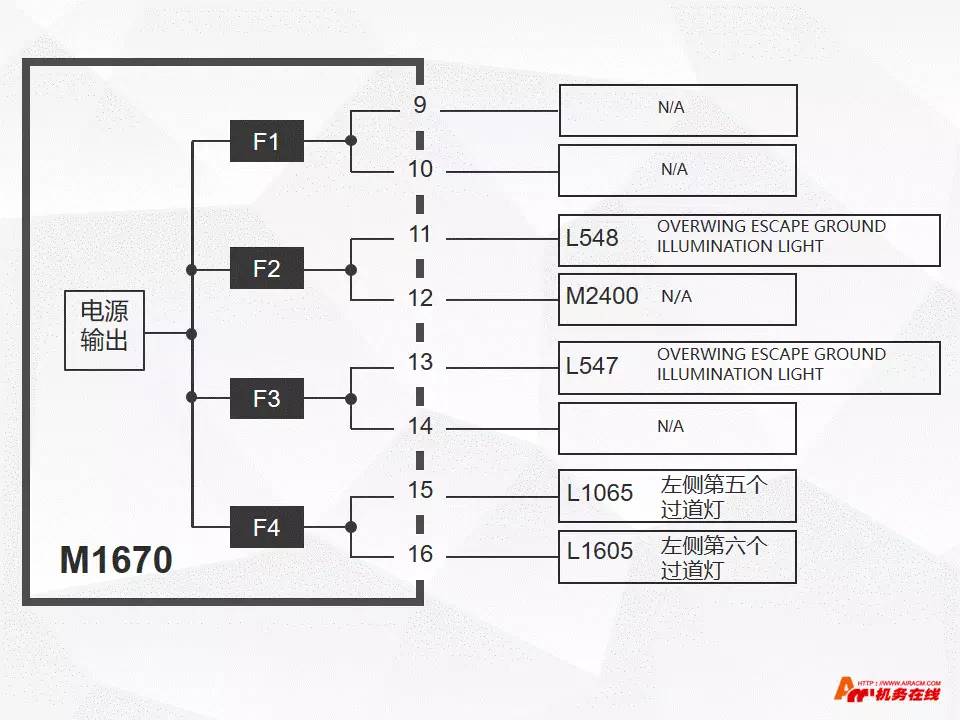 9
N/A
F1
10
N/A
11
L548
OVERWING ESCAPE GROUND
ILLUMINATION LIGHT
F2
12
M2400
N/A
电源
输出
13
L547
OVERWING ESCAPE GROUND
ILLUMINATION LIGHT
F3
14
N/A
15
L1065
左侧第五个
过道灯
F4
16
L1605
左侧第六个
过道灯
M1670
HTTP://WWW.AIRACM.COM
机务在线